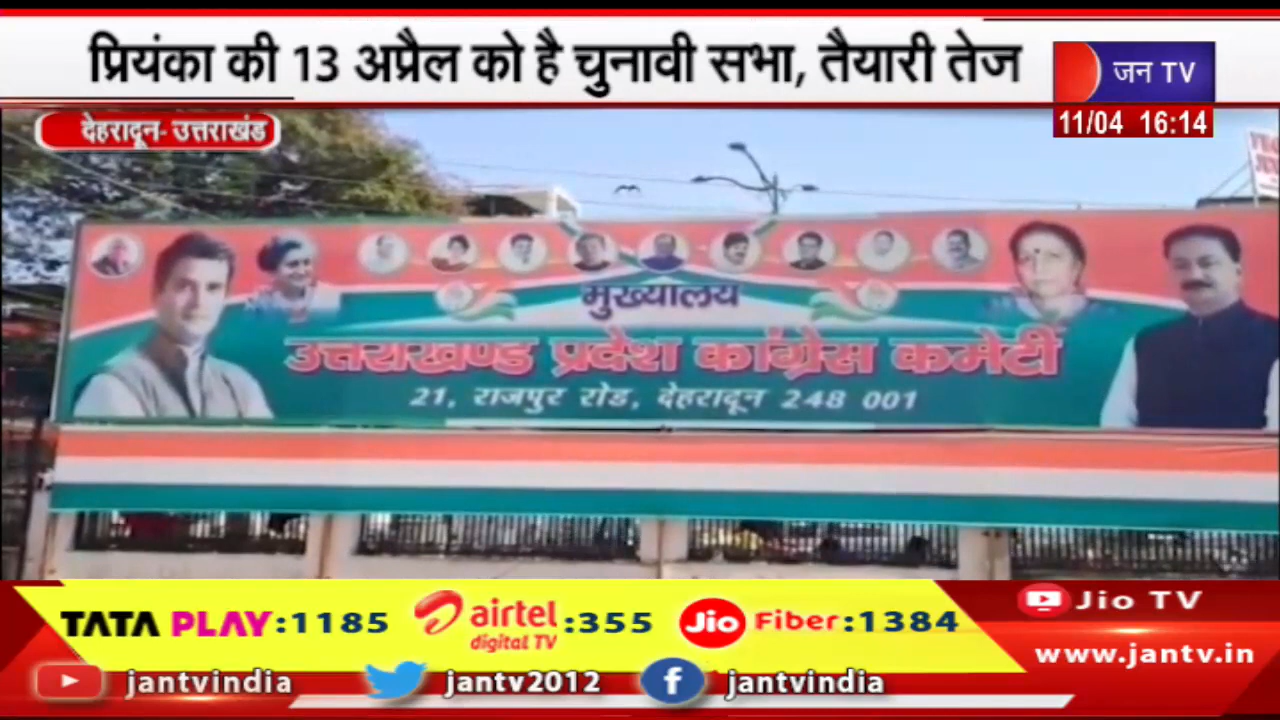 प्रियंका की 13 अप्रैल को है चुनावी सभा, तैयारी तेज
जन TV
11/04 16:14
देहरादून- उत्तराखंड
मुख्यालय
उत्तराखण्ड प्रदेश कांग्रेस कमेटी
21, राजपुर रोड, देहरादून 248 001
TATA PLAY:1185
airtel digital TV:355
Jio Fiber:1384
Jio TV
www.jantv.in
jantvindia
jantv2012
jantvindia